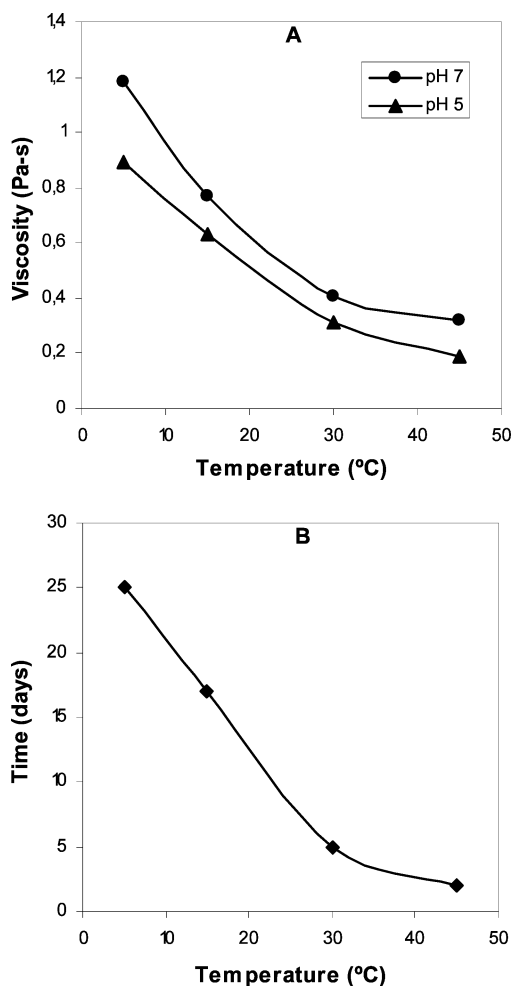 A
1,4
1,2
1
0,8
0,6
0,4
0,2
0
Viscosity (Pa-s)
pH 7
pH 5
0 10 20 30 40 50
Temperature (ºC)
B
30
25
20
15
10
5
0
Time (days)
0 10 20 30 40 50
Temperature (ºC)